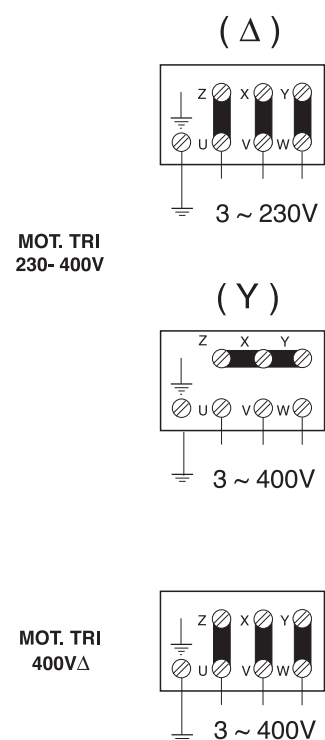 ( Δ )
Z X Y
U V W
3 ~ 230V
MOT. TRI
230- 400V
( Y )
Z X Y
U V W
3 ~ 400V
MOT. TRI
400VΔ
Z X Y
U V W
3 ~ 400V